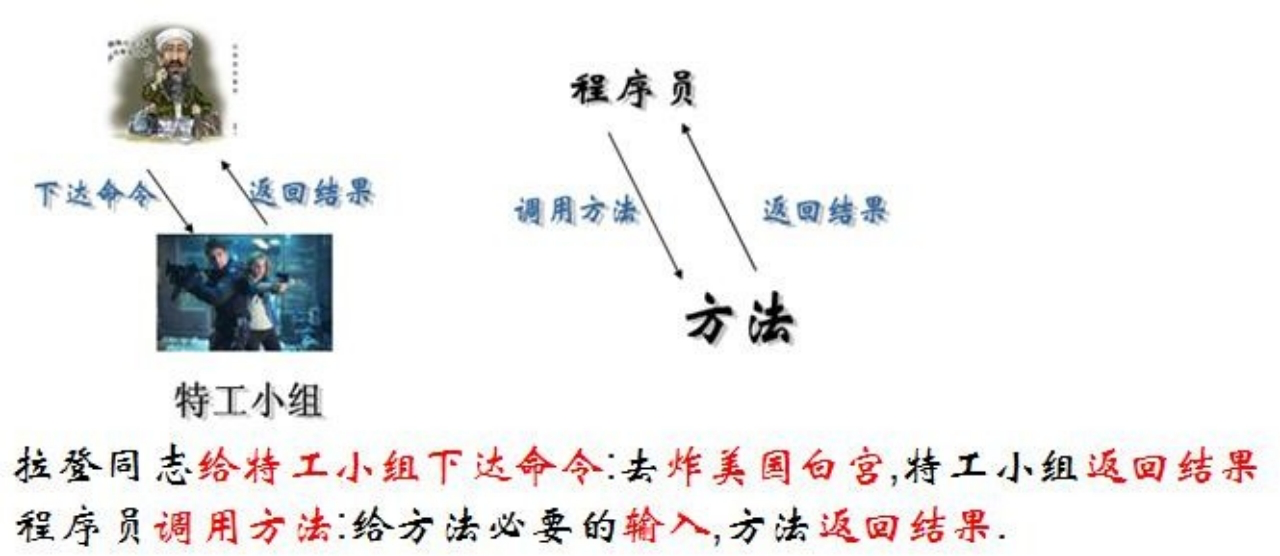 程序员
下达命令 返回结果
调用方法 返回结果
方法
特工小组
拉登同志给特工小组下达命令:去炸美国白宫,特工小组返回结果
程序员调用方法:给方法必要的输入,方法返回结果.